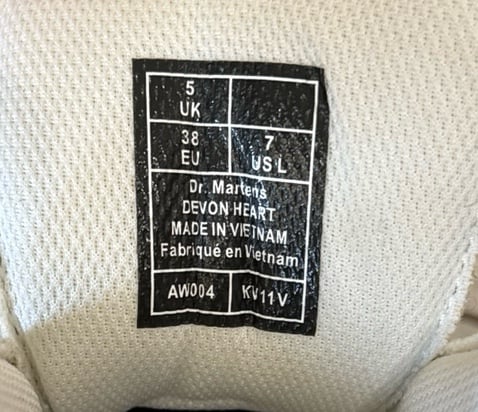 5
UK
38
EU
7
US L
Dr. Martens
DEVON HEART
MADE IN VIETNAM
Fabriqué en Vietnam
AW004
KV11V